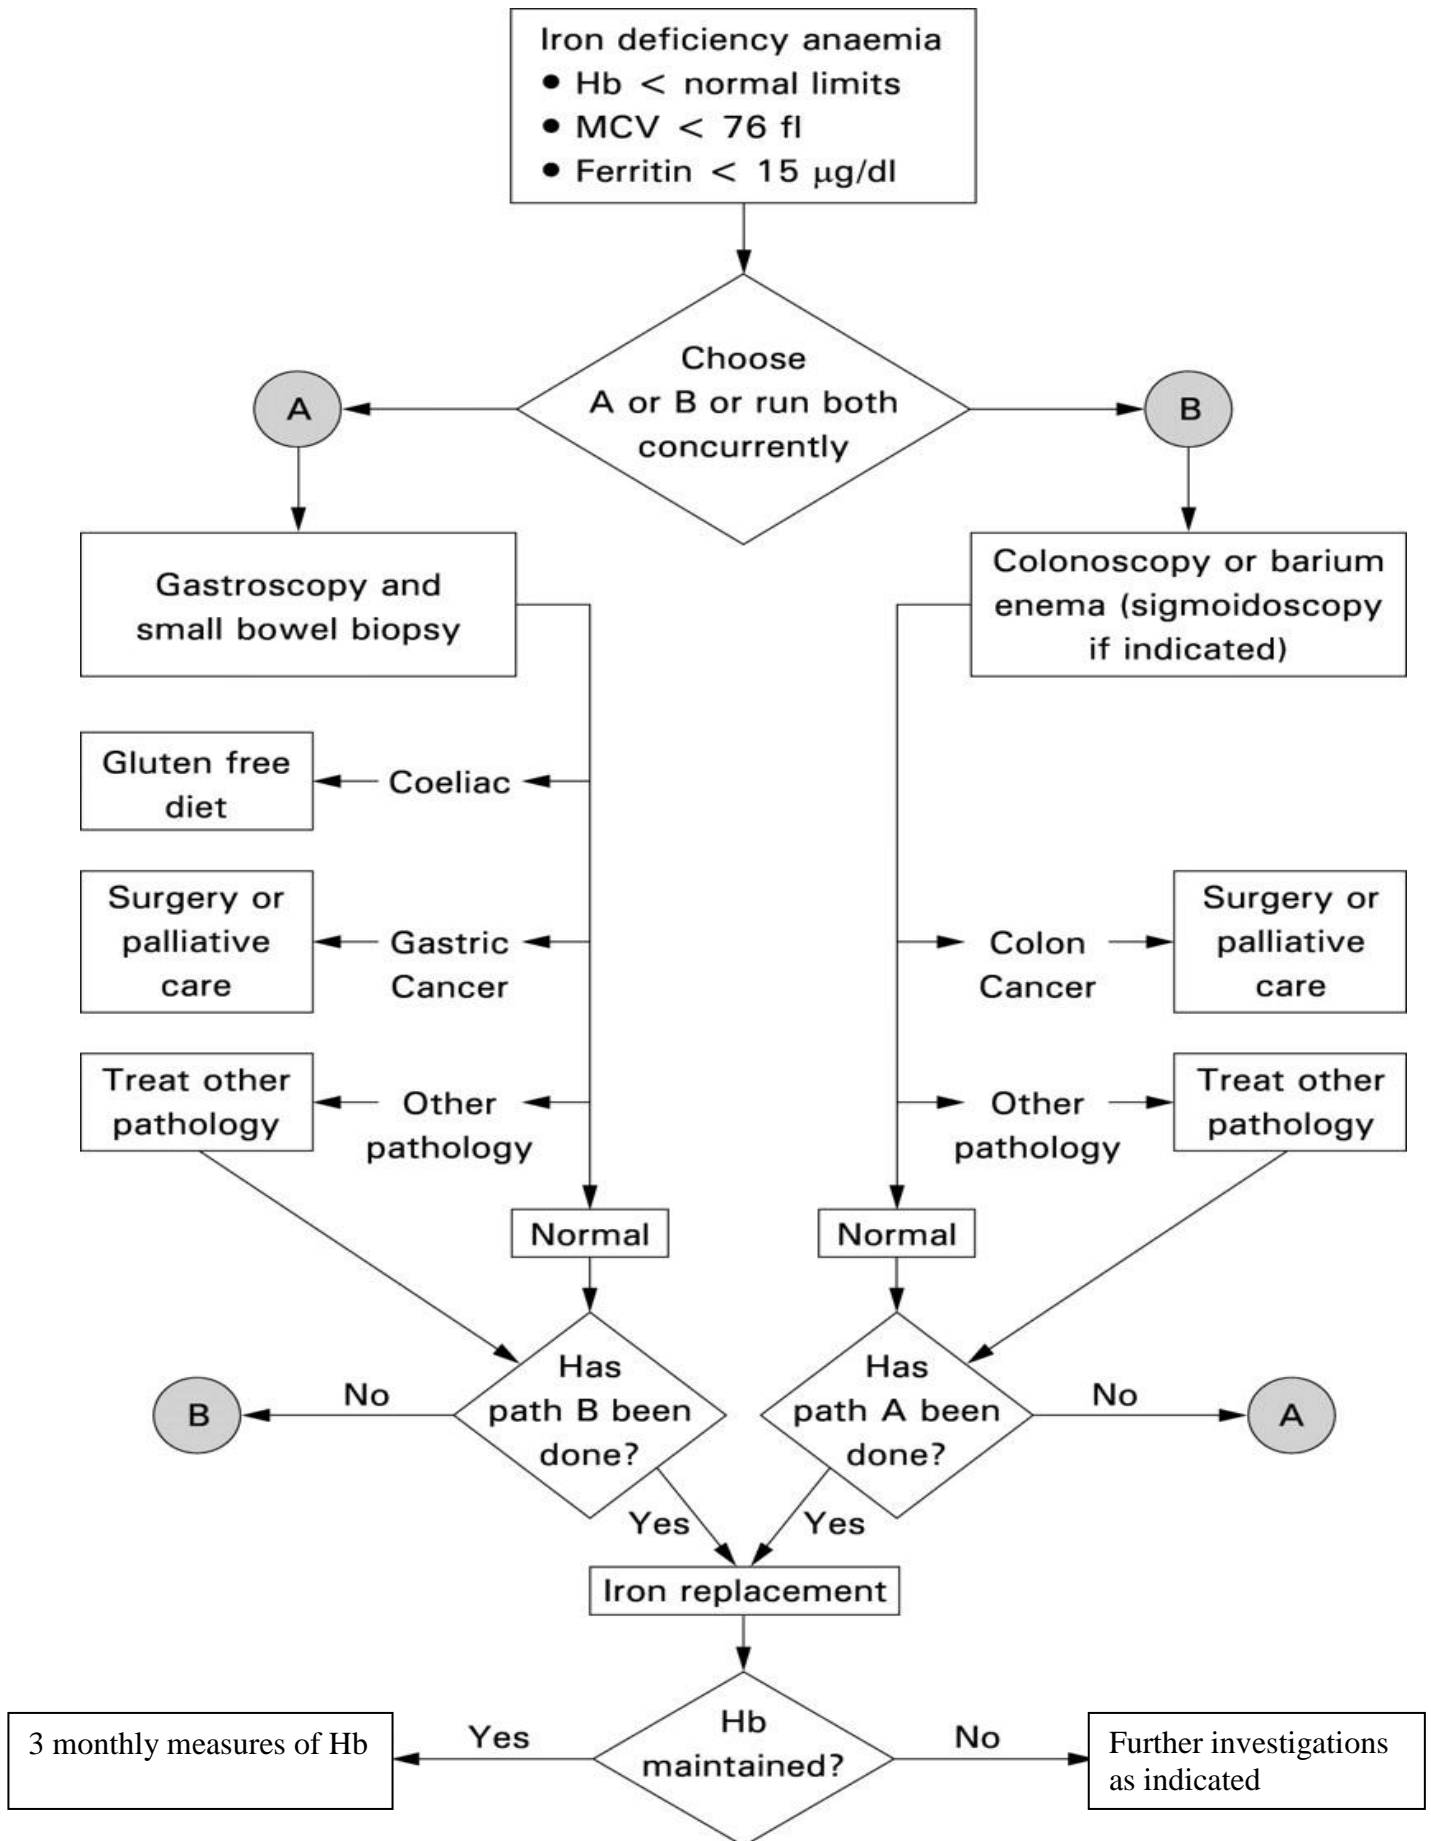 Iron deficiency anaemia
• Hb < normal limits
• MCV < 76 fl
• Ferritin < 15 μg/dl
Choose
A or B or run both
concurrently
A
B
Gastroscopy and
small bowel biopsy
Colonoscopy or barium
enema (sigmoidoscopy
if indicated)
Gluten free
diet
Coeliac
Surgery or
palliative
care
Gastric
Cancer
Colon
Cancer
Surgery or
palliative
care
Treat other
pathology
Other
pathology
Other
pathology
Treat other
pathology
Normal
Normal
Has
path B been
done?
Has
path A been
done?
No
B
No
A
Yes
Yes
Iron replacement
Hb
maintained?
Yes
3 monthly measures of Hb
No
Further investigations
as indicated